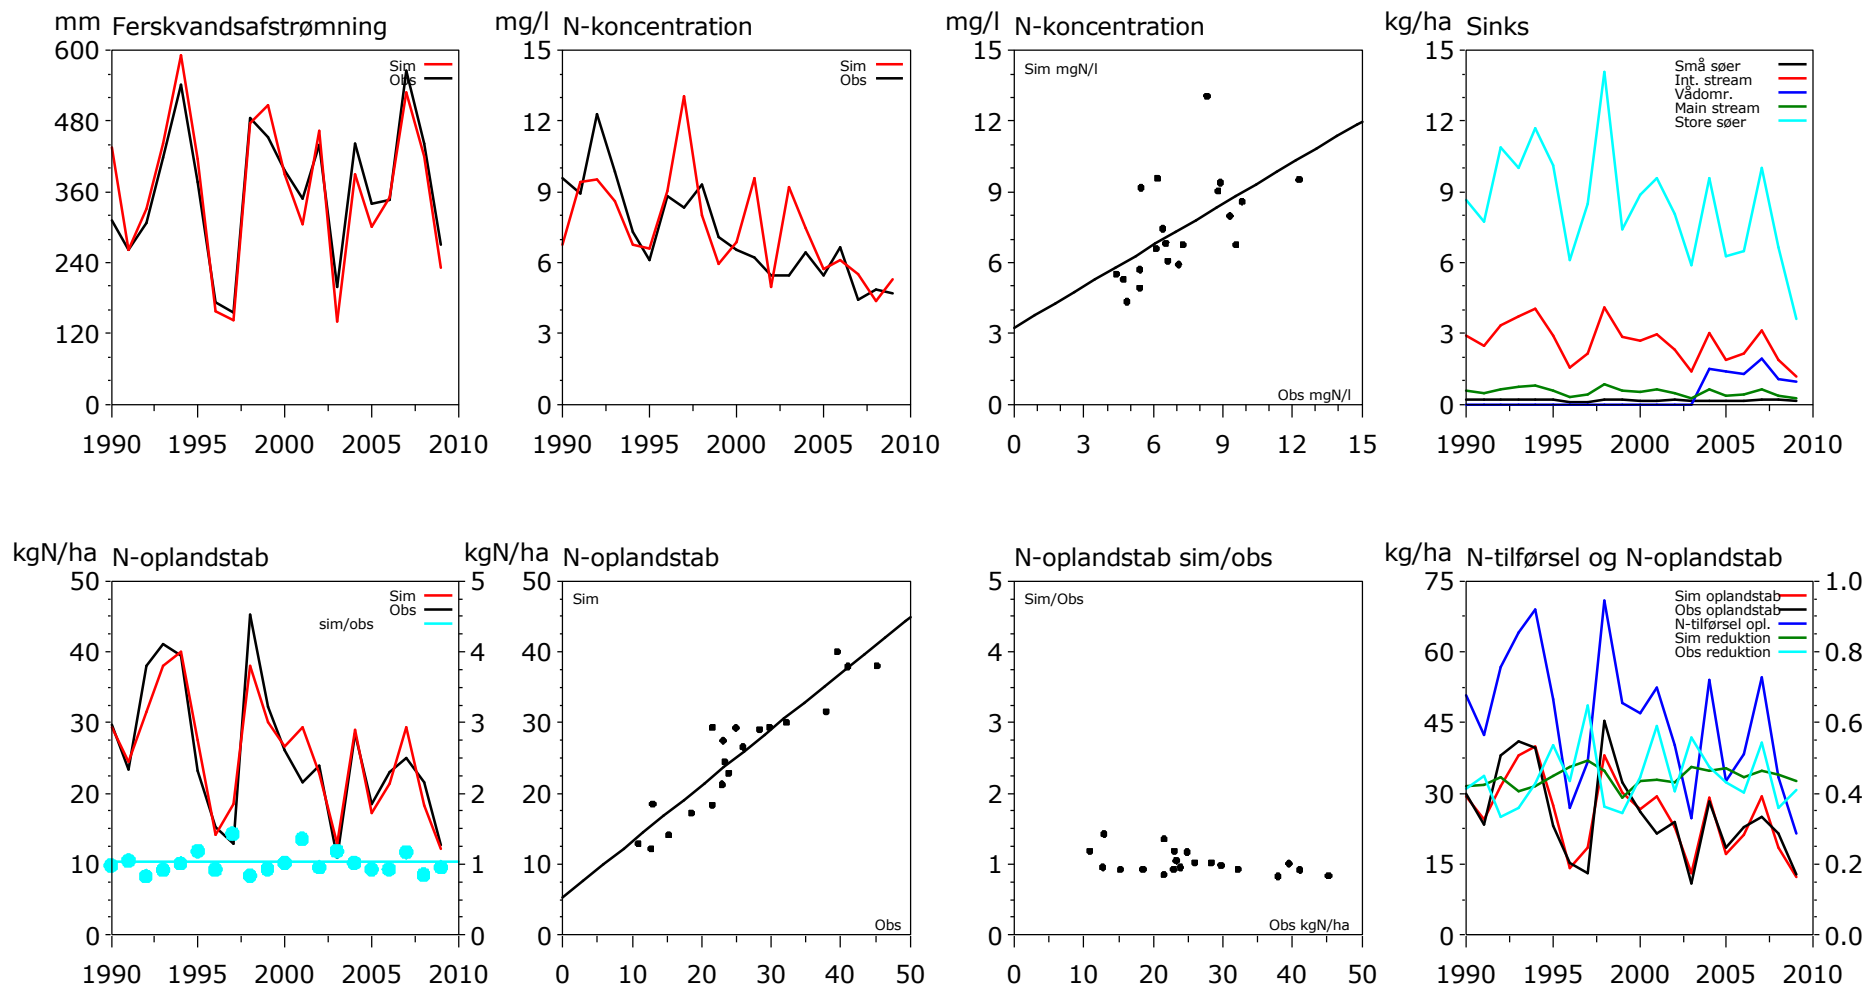 mm Ferskvandsafstrømning
600
480
360
240
120
0
1990 1995 2000 2005 2010
Sim
Obs
mg/l N-koncentration
15
12
9
6
3
0
1990 1995 2000 2005 2010
Sim
Obs
mg/l N-koncentration
15
12
9
6
3
0
0 3 6 9 12 15
Sim mgN/l
Obs mgN/l
kg/ha Sinks
15
12
9
6
3
0
1990 1995 2000 2005 2010
Små søer
Int. stream
Vådomr.
Main stream
Store søer
kgN/ha N-oplandstab
50
40
30
20
10
0
5
4
3
2
1
0
1990 1995 2000 2005 2010
Sim
Obs
sim/obs
kgN/ha N-oplandstab
50
40
30
20
10
0
0 10 20 30 40 50
Sim
Obs
N-oplandstab sim/obs
5
4
3
2
1
0
0 10 20 30 40 50
Sim/Obs
Obs kgN/ha
kg/ha N-tilførsel og N-oplandstab
75
60
45
30
15
0
1.0
0.8
0.6
0.4
0.2
0.0
1990 1995 2000 2005 2010
Sim oplandstab
Obs oplandstab
N-tilførsel opl.
Sim reduktion
Obs reduktion